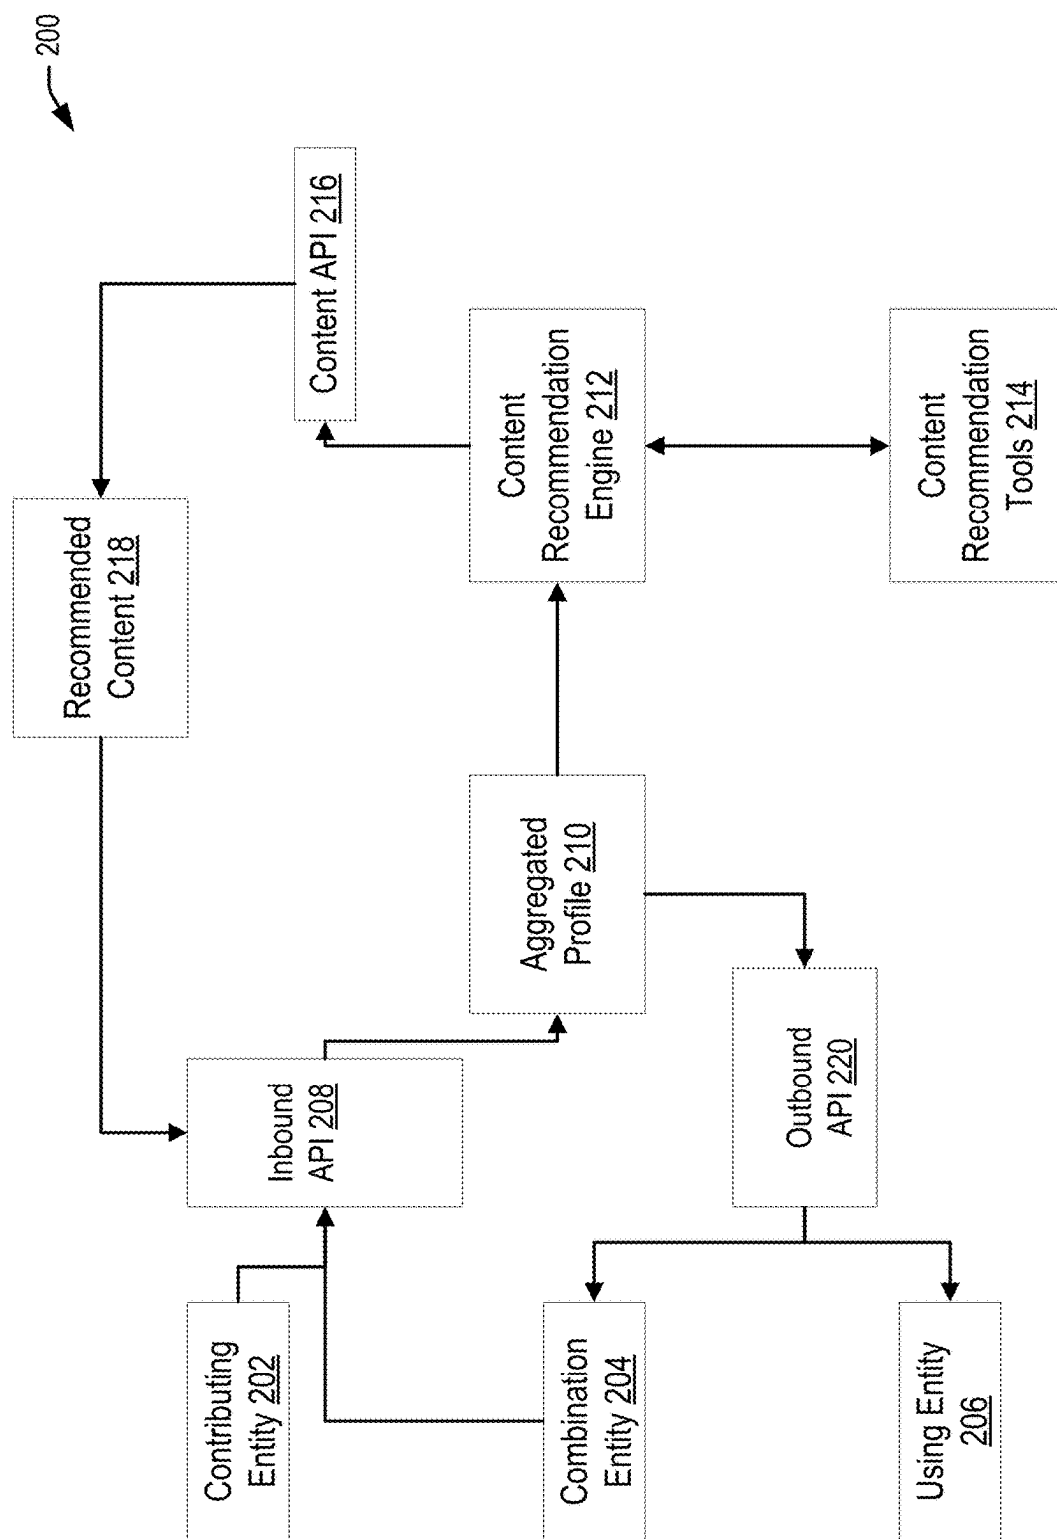 200
Contributing
Entity 202
Combination
Entity 204
Using Entity
206
Inbound
API 208
Outbound
API 220
Aggregated
Profile 210
Recommended
Content 218
Content
Recommendation
Engine 212
Content
Recommendation
Tools 214
Content API 216